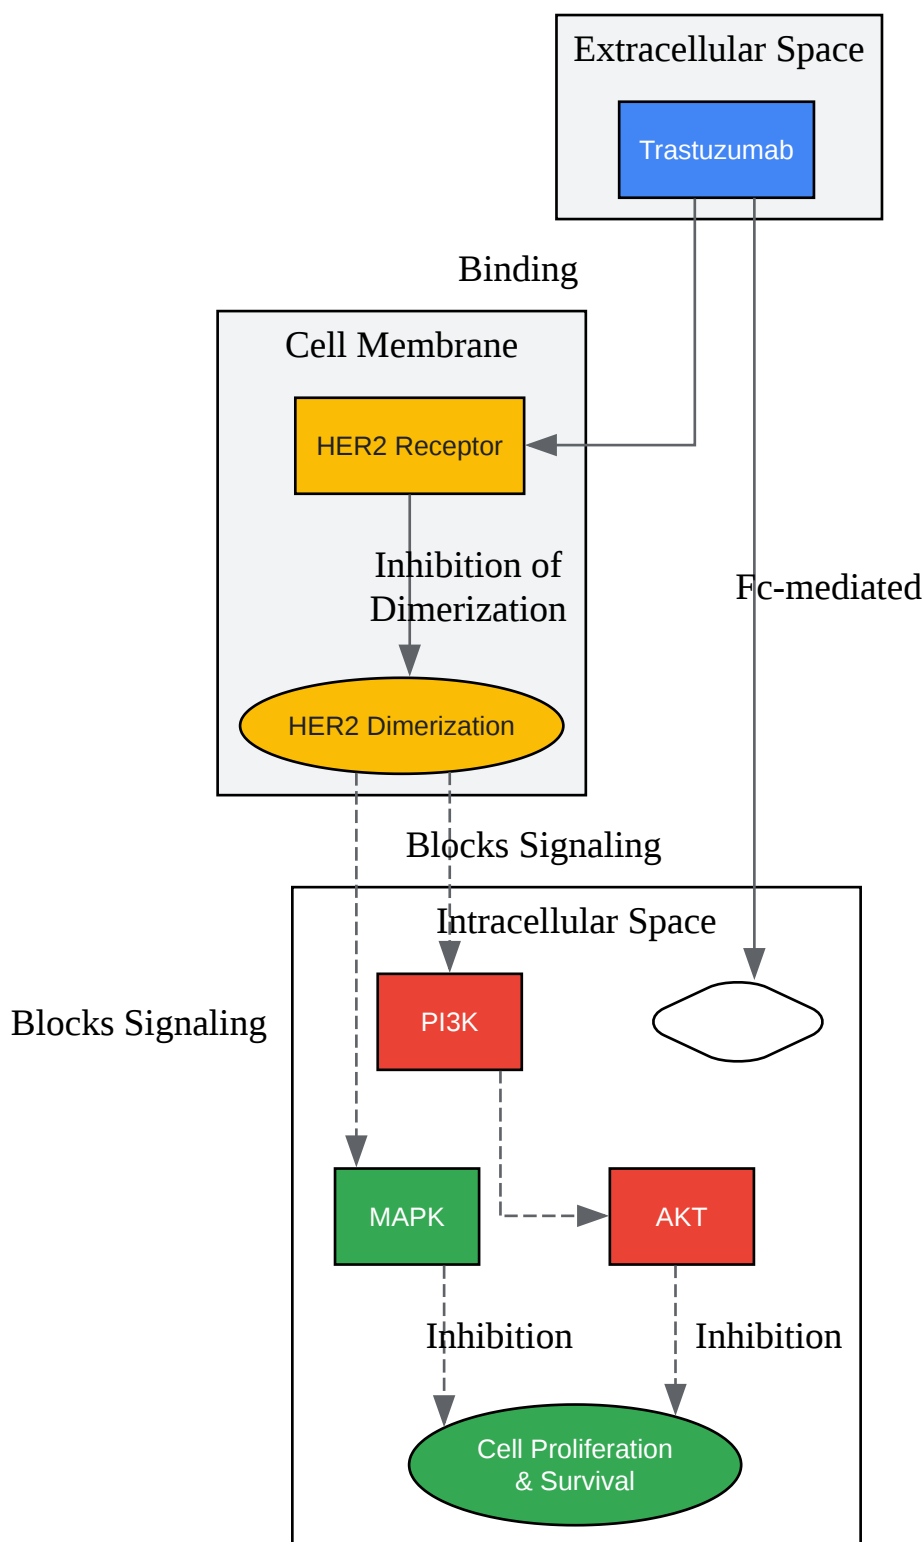 Extracellular Space
Trastuzumab
Binding
Cell Membrane
HER2 Receptor
Inhibition of
Dimerization
Fc-mediated
HER2 Dimerization
Blocks Signaling
Intracellular Space
PI3K
Blocks Signaling
MAPK
AKT
Inhibition
Inhibition
Cell Proliferation
& Survival